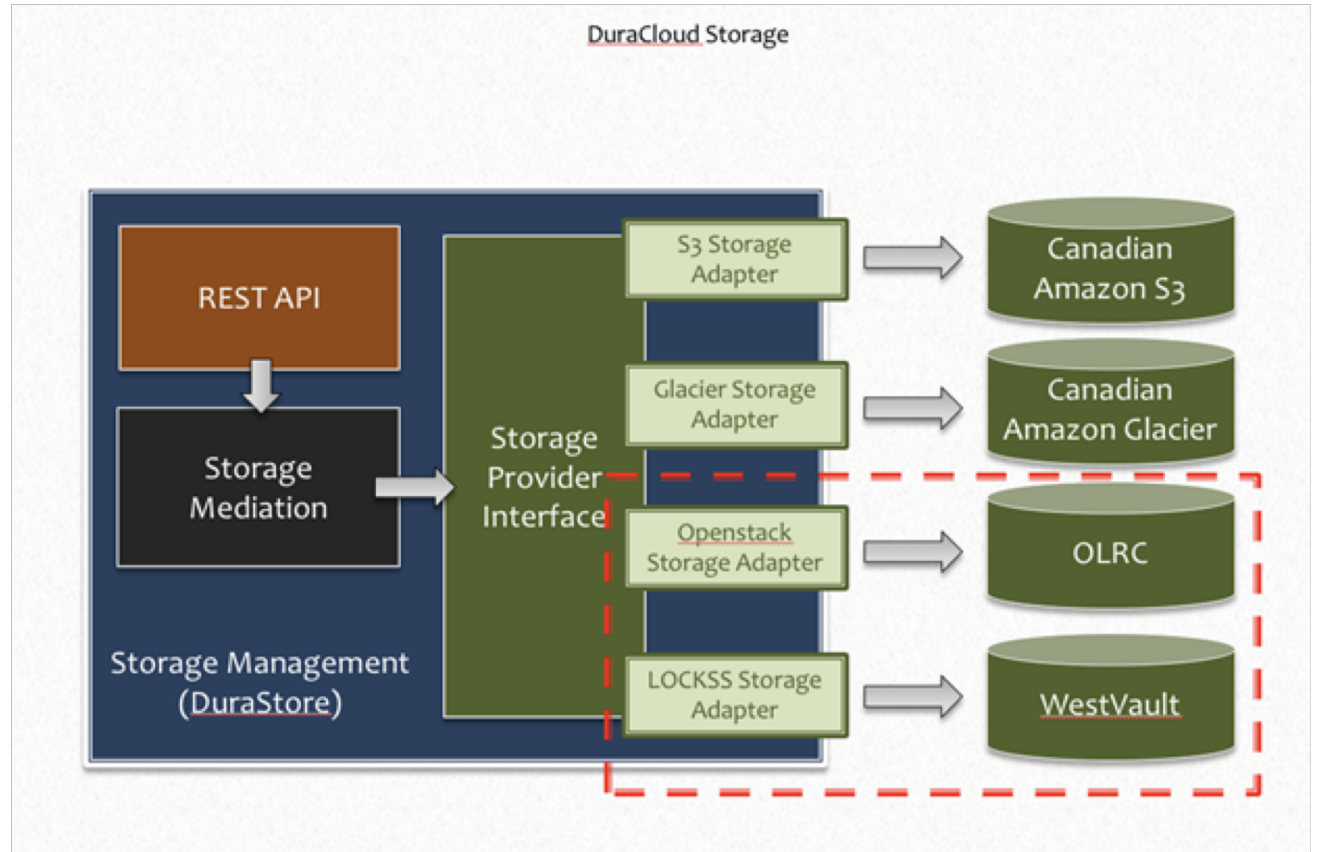 DuraCloud Storage
REST API
Storage
Mediation
Storage Management
(DuraStore)
Storage
Provider
Interface
S3 Storage
Adapter
Glacier Storage
Adapter
Openstack
Storage Adapter
LOCKSS Storage
Adapter
Canadian
Amazon S3
Canadian
Amazon Glacier
OLRC
WestVault